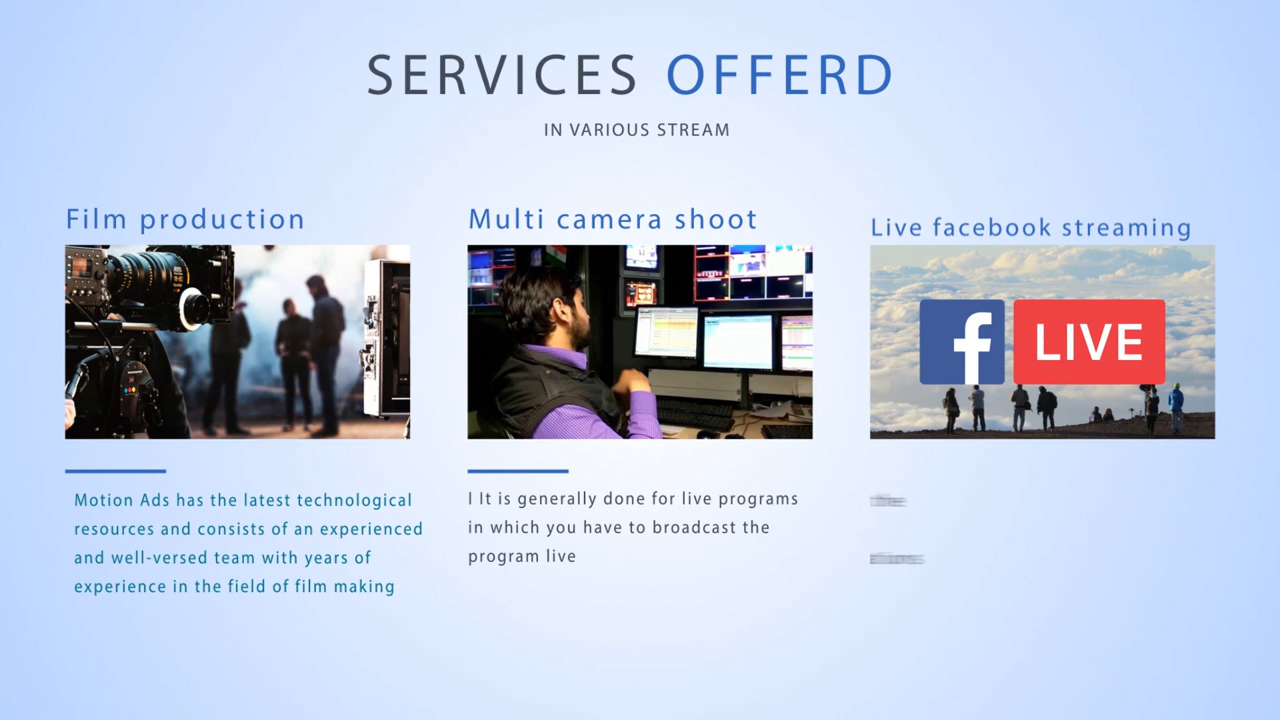 SERVICES OFFERD
IN VARIOUS STREAM
Film production
Multi camera shoot
Live facebook streaming
f LIVE
Motion Ads has the latest technological
resources and consists of an experienced
and well-versed team with years of
experience in the field of film making
I It is generally done for live programs
in which you have to broadcast the
program live